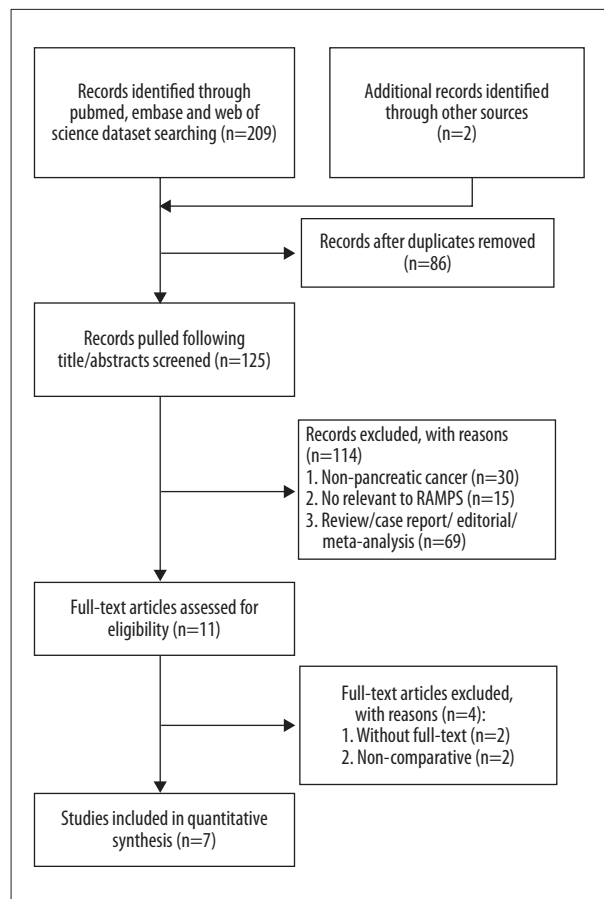 Records identified through
pubmed, embase and web of
science dataset searching (n=209)
Additional records identified
through other sources
(n=2)
Records after duplicates removed
(n=86)
Records pulled following
title/abstracts screened (n=125)
Records excluded, with reasons
(n=114)
1. Non-pancreatic cancer (n=30)
2. No relevant to RAMPS (n=15)
3. Review/case report/ editorial/
meta-analysis (n=69)
Full-text articles assessed for
eligibility (n=11)
Full-text articles excluded,
with reasons (n=4):
1. Without full-text (n=2)
2. Non-comparative (n=2)
Studies included in quantitative
synthesis (n=7)